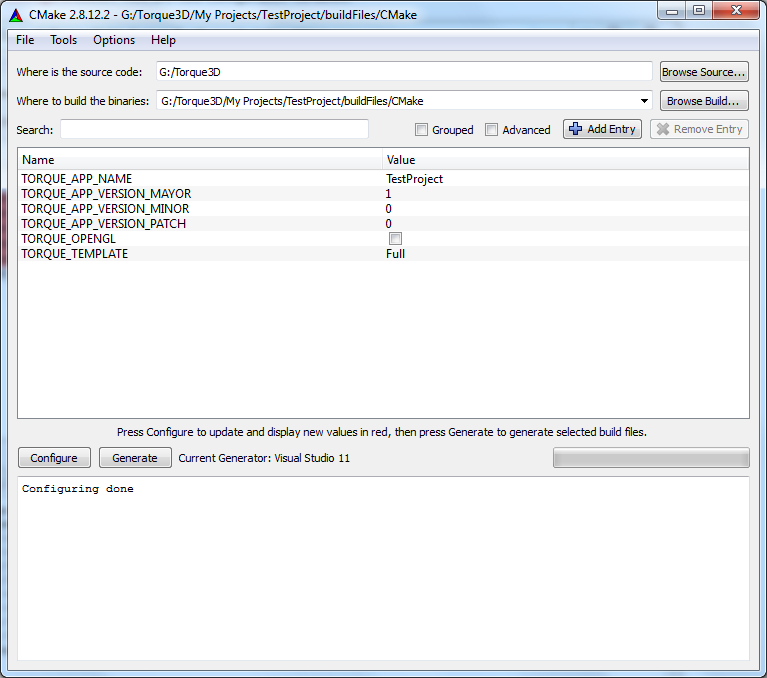 CMake 2.8.12.2 - G:/Torque3D/My Projects/TestProject/buildFiles/CMake
File Tools Options Help
Where is the source code: G:/Torque3D Browse Source...
Where to build the binaries: G:/Torque3D/My Projects/TestProject/buildFiles/CMake Browse Build...
Search: Grouped Advanced Add Entry Remove Entry
Name Value
TORQUE_APP_NAME TestProject
TORQUE_APP_VERSION_MAYOR 1
TORQUE_APP_VERSION_MINOR 0
TORQUE_APP_VERSION_PATCH 0
TORQUE_OPENGL
TORQUE_TEMPLATE Full
Press Configure to update and display new values in red, then press Generate to generate selected build files.
Configure Generate Current Generator: Visual Studio 11
Configuring done